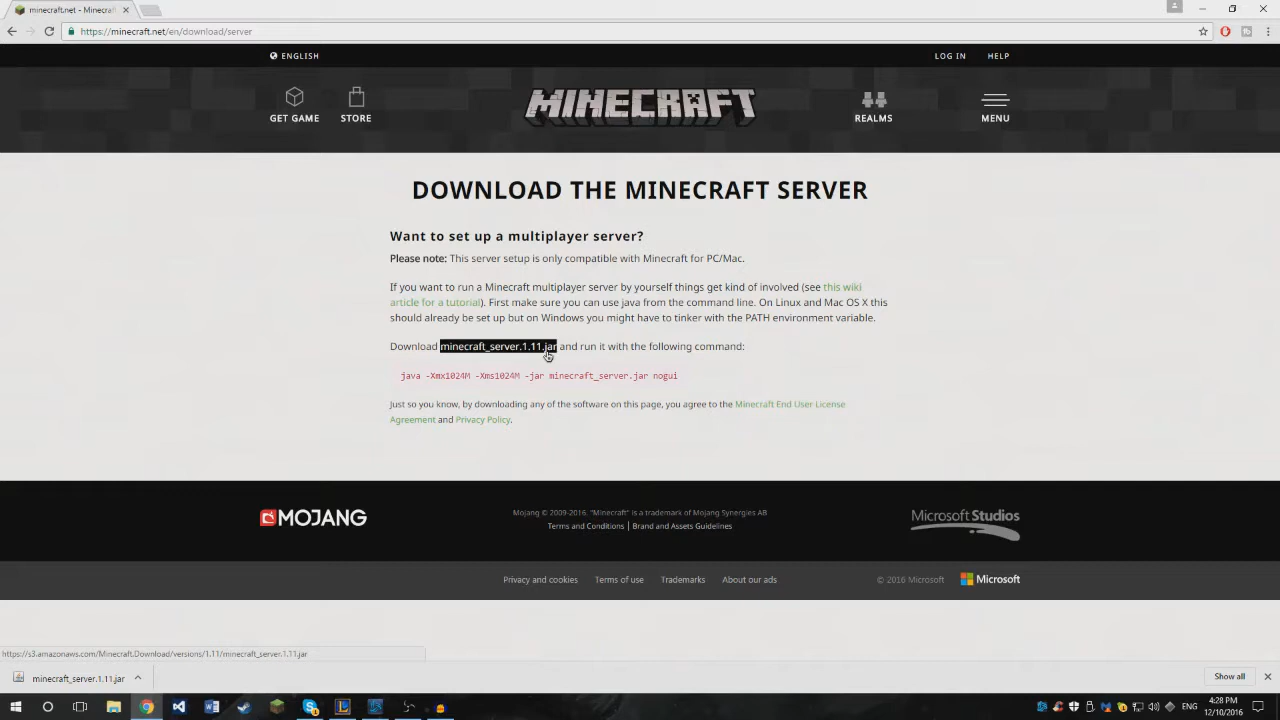 minecraft.net - Minecraf
https://minecraft.net/en/download/server
ENGLISH
LOG IN HELP
MINECRAFT
GET GAME STORE REALMS MENU
DOWNLOAD THE MINECRAFT SERVER
Want to set up a multiplayer server?
Please note: This server setup is only compatible with Minecraft for PC/Mac.
If you want to run a Minecraft multiplayer server by yourself things get kind of involved (see this wiki
article for a tutorial). First make sure you can use java from the command line. On Linux and Mac OS X this
should already be set up but on Windows you might have to tinker with the PATH environment variable.
Download minecraft_server.1.11.jar and run it with the following command:
java -Xmx1024M -Xms1024M -jar minecraft_server.jar nogui
Just so you know, by downloading any of the software on this page, you agree to the Minecraft End User License
Agreement and Privacy Policy.
MOJANG
Mojang © 2009-2016. "Minecraft" is a trademark of Mojang Synergies AB
Terms and Conditions | Brand and Assets Guidelines
Microsoft Studios
Privacy and cookies Terms of use Trademarks About our ads © 2016 Microsoft Microsoft
https://s3.amazonaws.com/Minecraft.Download/versions/1.11/minecraft_server.1.11.jar
minecraft_server.1.11.jar
Show all
ENG
4:28 PM
12/10/2016